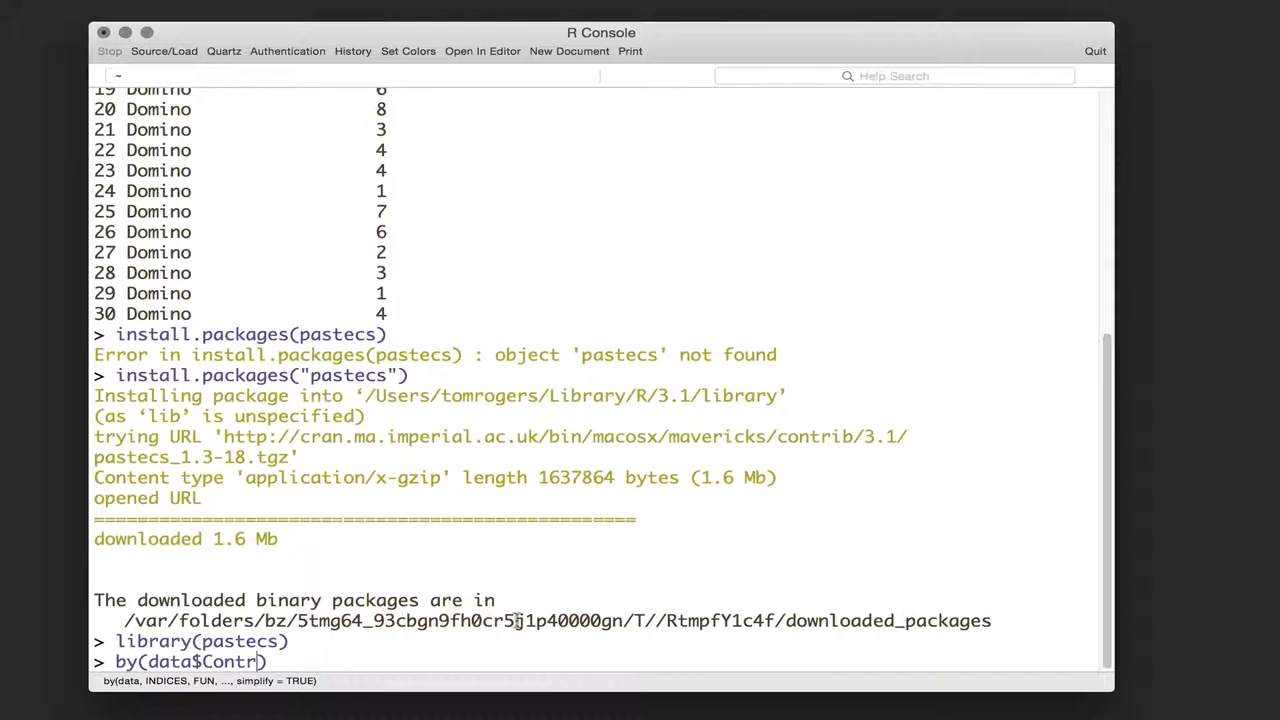 R Console
Stop Source/Load Quartz Authentication History Set Colors Open In Editor New Document Print Quit
~ Help Search
19 Domino 6
20 Domino 8
21 Domino 3
22 Domino 4
23 Domino 4
24 Domino 1
25 Domino 7
26 Domino 6
27 Domino 2
28 Domino 3
29 Domino 1
30 Domino 4
> install.packages(pastecs)
Error in install.packages(pastecs) : object 'pastecs' not found
> install.packages("pastecs")
Installing package into ‘/Users/tomrogers/Library/R/3.1/library’
(as ‘lib’ is unspecified)
trying URL 'http://cran.ma.imperial.ac.uk/bin/macosx/mavericks/contrib/3.1/
pastecs_1.3-18.tgz'
Content type 'application/x-gzip' length 1637864 bytes (1.6 Mb)
opened URL
==================================================
downloaded 1.6 Mb
The downloaded binary packages are in
/var/folders/bz/5tmg64_93cbgn9fh0cr5j1p40000gn/T//RtmpfY1c4f/downloaded_packages
> library(pastecs)
> by(data$Contr)
by(data, INDICES, FUN, ..., simplify = TRUE)